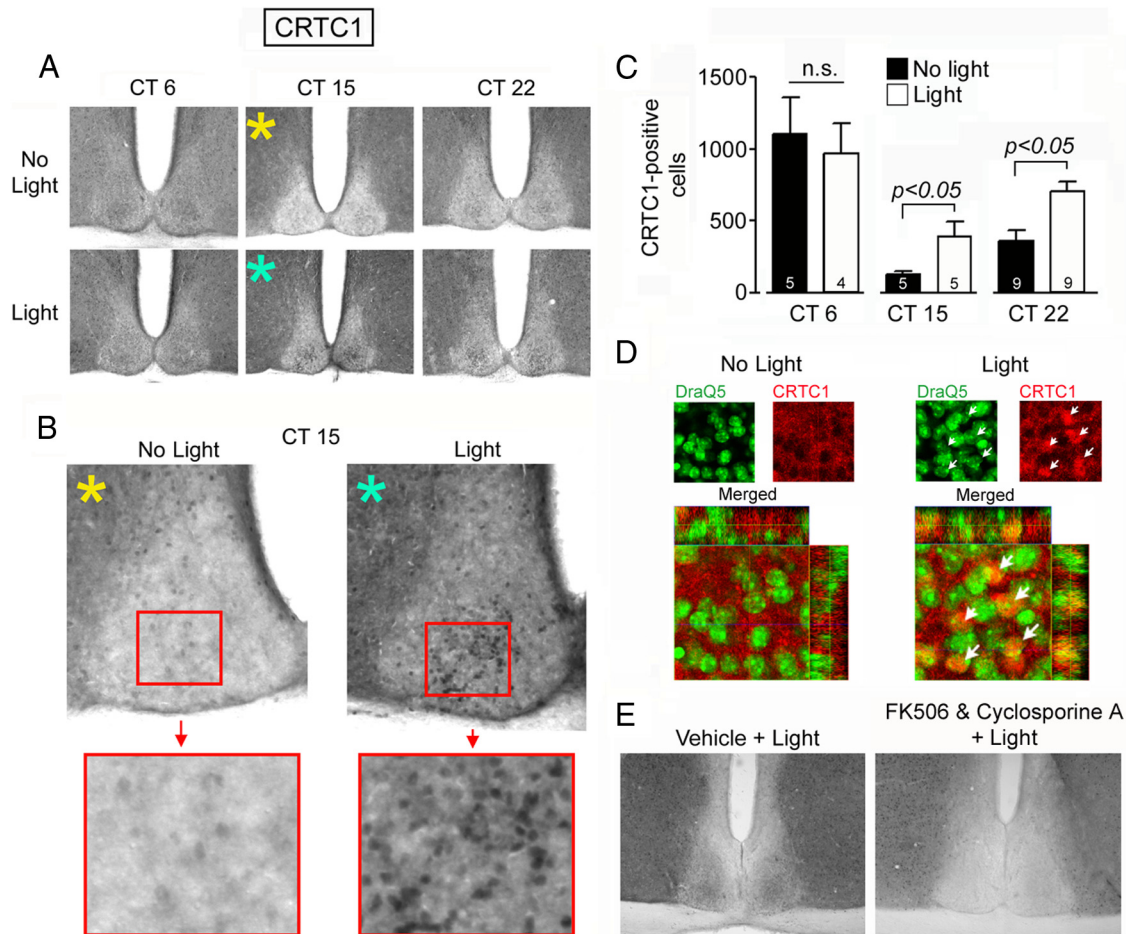 CRTC1
A
CT 6
CT 15
CT 22
No
Light
*
Light
*
B
CT 15
No Light
Light
*
*
C
No light
Light
CRTC1-positive
cells
1500
1000
500
0
n.s.
p<0.05
p<0.05
5
4
5
5
9
9
CT 6
CT 15
CT 22
D
No Light
Light
DraQ5
CRTC1
DraQ5
CRTC1
Merged
Merged
E
Vehicle + Light
FK506 & Cyclosporine A
+ Light